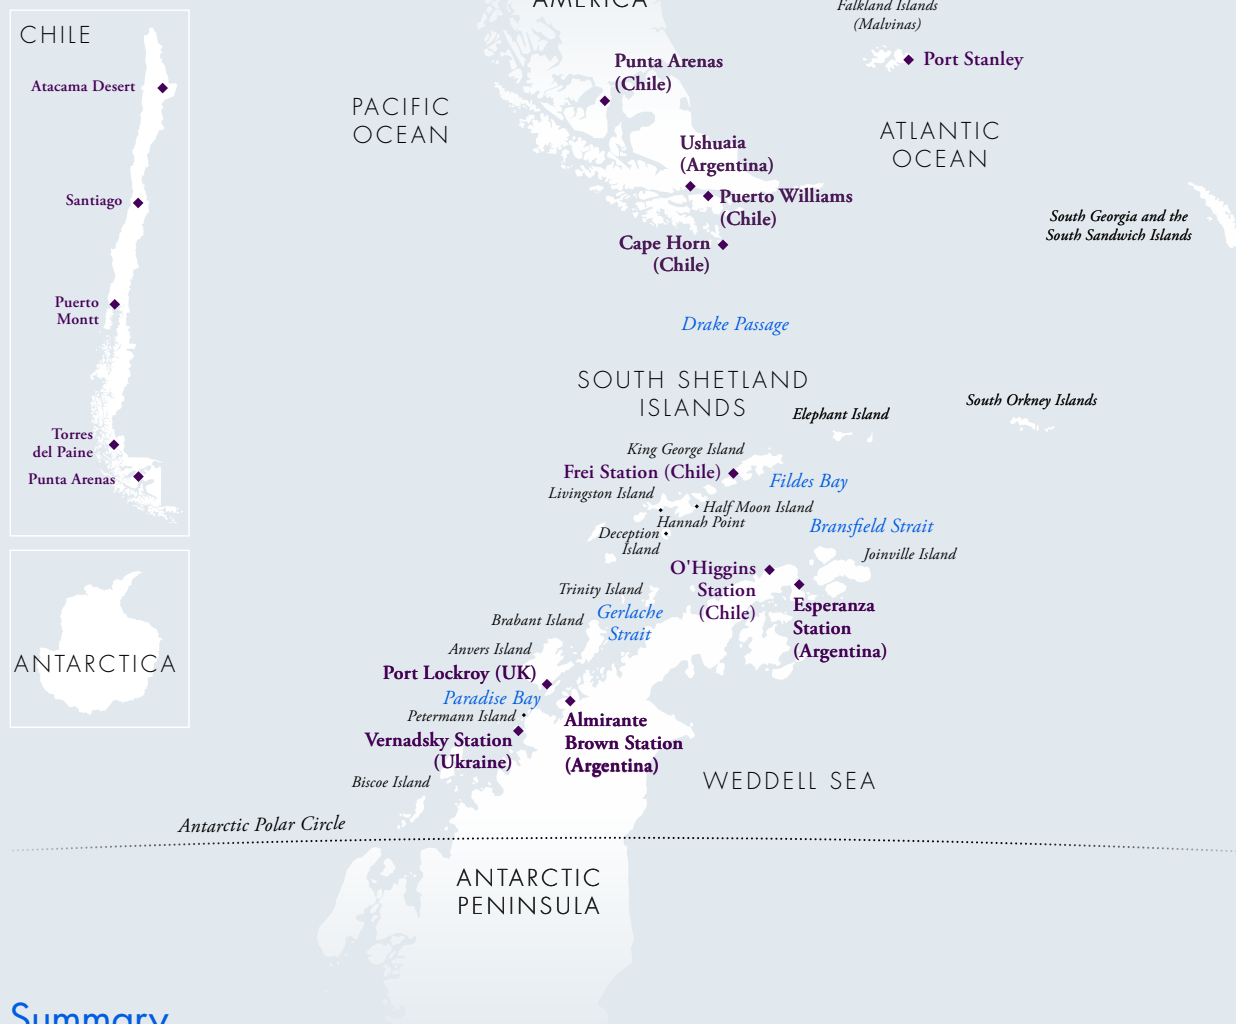 AMERICA
Falkland Islands
(Malvinas)
CHILE
Port Stanley
Punta Arenas
(Chile)
Atacama Desert
PACIFIC
OCEAN
ATLANTIC
OCEAN
Ushuaia
(Argentina)
Puerto Williams
(Chile)
Santiago
South Georgia and the
South Sandwich Islands
Cape Horn
(Chile)
Puerto
Montt
Drake Passage
SOUTH SHETLAND
ISLANDS
Elephant Island
South Orkney Islands
Torres
del Paine
King George Island
Frei Station (Chile)
Punta Arenas
Fildes Bay
Livingston Island
Half Moon Island
Hannah Point
Bransfield Strait
Deception
Island
Joinville Island
O'Higgins
Station
(Chile)
Trinity Island
Esperanza
Station
(Argentina)
Gerlache
Strait
Brabant Island
Anvers Island
ANTARCTICA
Port Lockroy (UK)
Paradise Bay
Petermann Island
Almirante
Brown Station
(Argentina)
Vernadsky Station
(Ukraine)
Biscoe Island
WEDDELL SEA
Antarctic Polar Circle
ANTARCTIC
PENINSULA
Summary